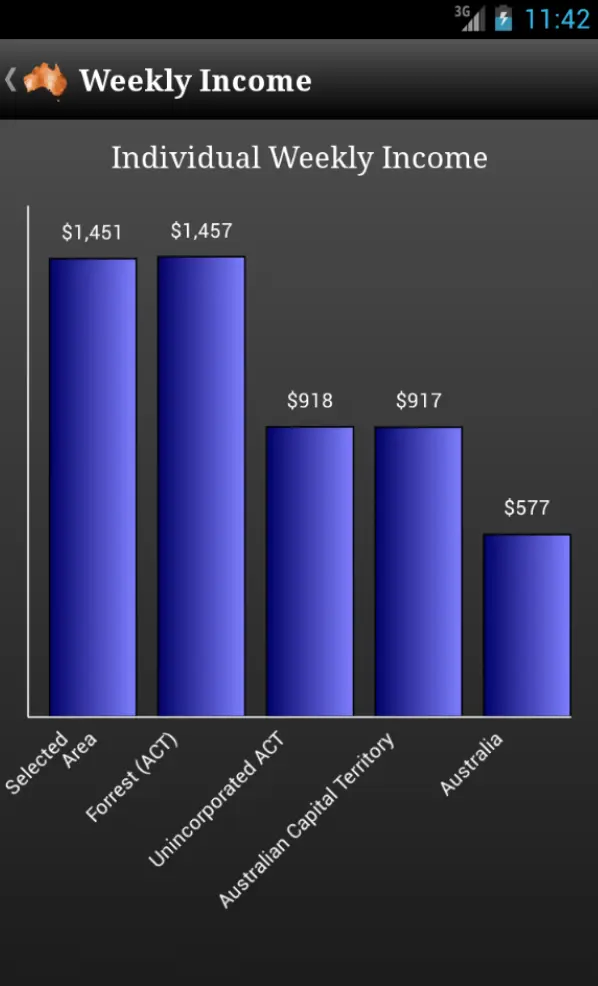 3G 11:42
Weekly Income
Individual Weekly Income
$1,451
$1,457
$918
$917
$577
Selected
Area
Forrest (ACT)
Unincorporated ACT
Australian Capital Territory
Australia